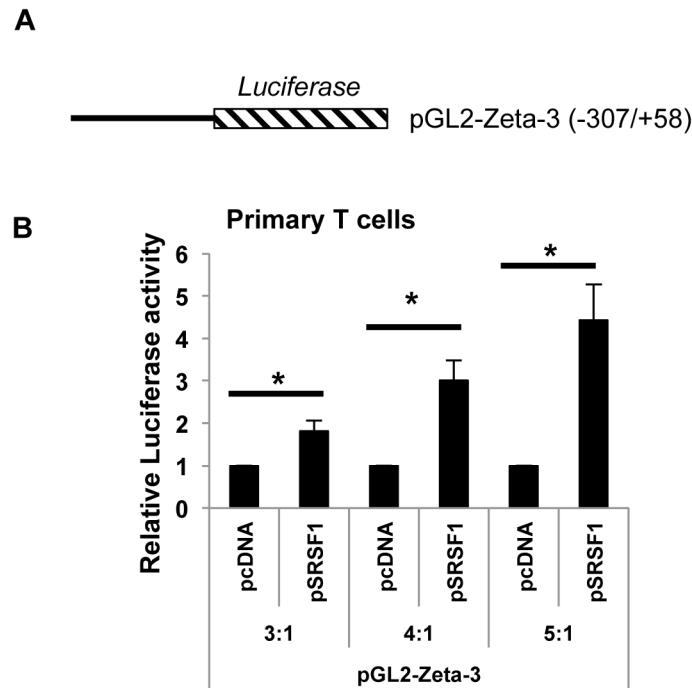 A
Luciferase
pGL2-Zeta-3 (-307/+58)
B
Primary T cells
Relative Luciferase activity
6
5
4
3
2
1
0
*
*
*
pcDNA
pSRSF1
pcDNA
pSRSF1
pcDNA
pSRSF1
3:1
4:1
5:1
pGL2-Zeta-3